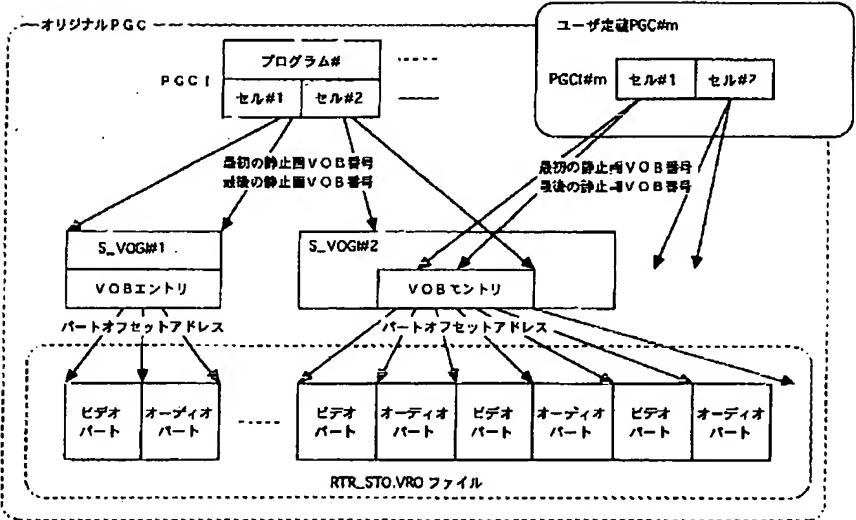 オリジナルPGC
ユーザ定義PGC#m
プログラム#
PGCI
セル#1 セル#2
PGCI#m セル#1 セル#2
最初の静止画VOB番号
最後の静止画VOB番号
最初の静止画VOB番号
最後の静止画VOB番号
S_VOGI#1
VOBエントリ
S_VOGI#2
VOBエントリ
パートオフセットアドレス
パートオフセットアドレス
ビデオ
パート
オーディオ
パート
ビデオ
パート
オーディオ
パート
ビデオ
パート
オーディオ
パート
ビデオ
パート
オーディオ
パート
RTR_STO.VRO ファイル